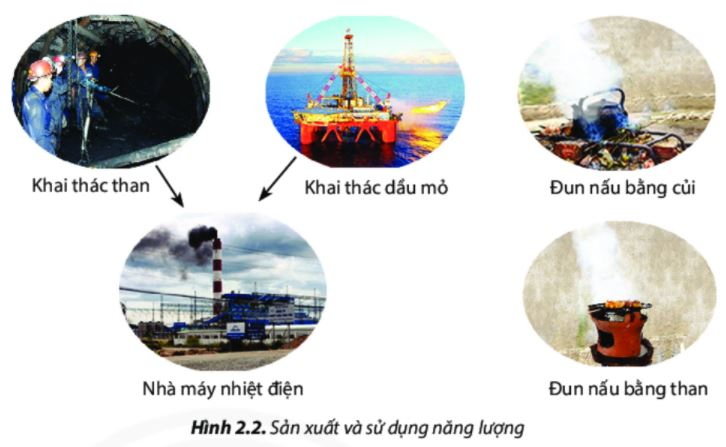 Khai thác than
Khai thác dầu mỏ
Đun nấu bằng củi
Nhà máy nhiệt điện
Đun nấu bằng than
Hình 2.2. Sản xuất và sử dụng năng lượng